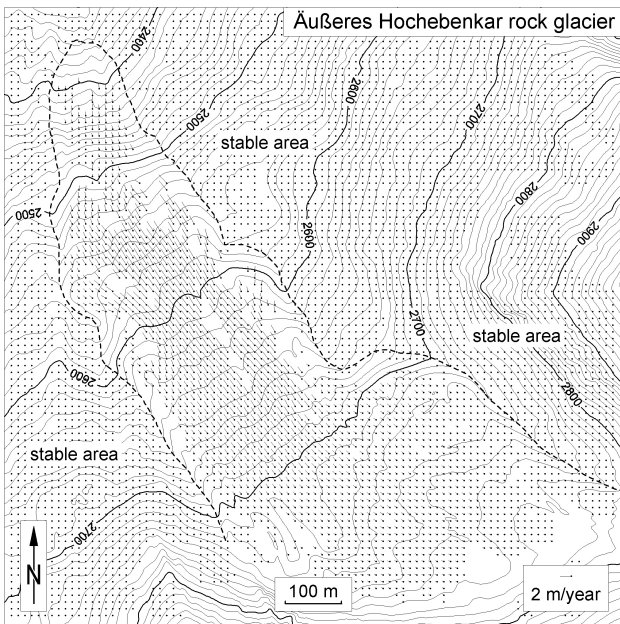 Äußeres Hochebenkar rock glacier
2400
2500
2600
2700
stable area
2800
2900
2500
2600
2700
stable area
2600
2800
stable area
2700
N
100 m
2 m/year